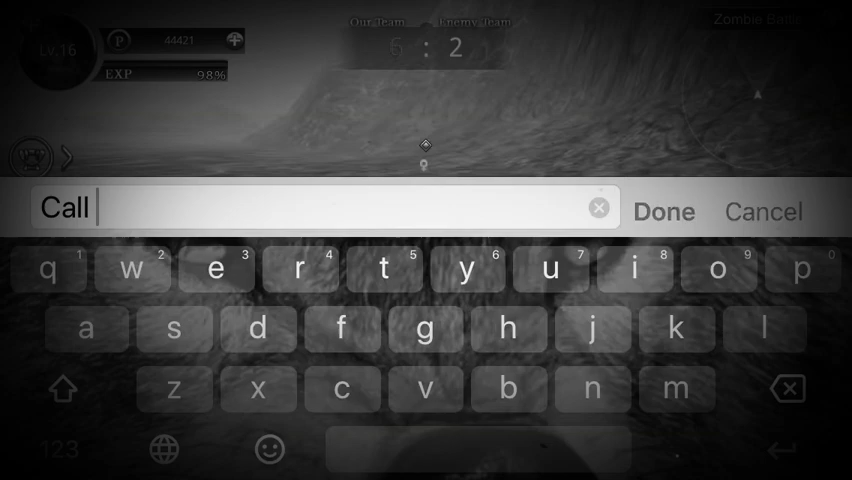 Our Team Enemy Team
Zombie Battle
Lv.16
P 44421
6 : 2
EXP 98%
Call
Done Cancel
q 1 w 2 e 3 r 4 t 5 y 6 u 7 i 8 o 9 p 0
a s d f g h j k l
z x c v b n m
123